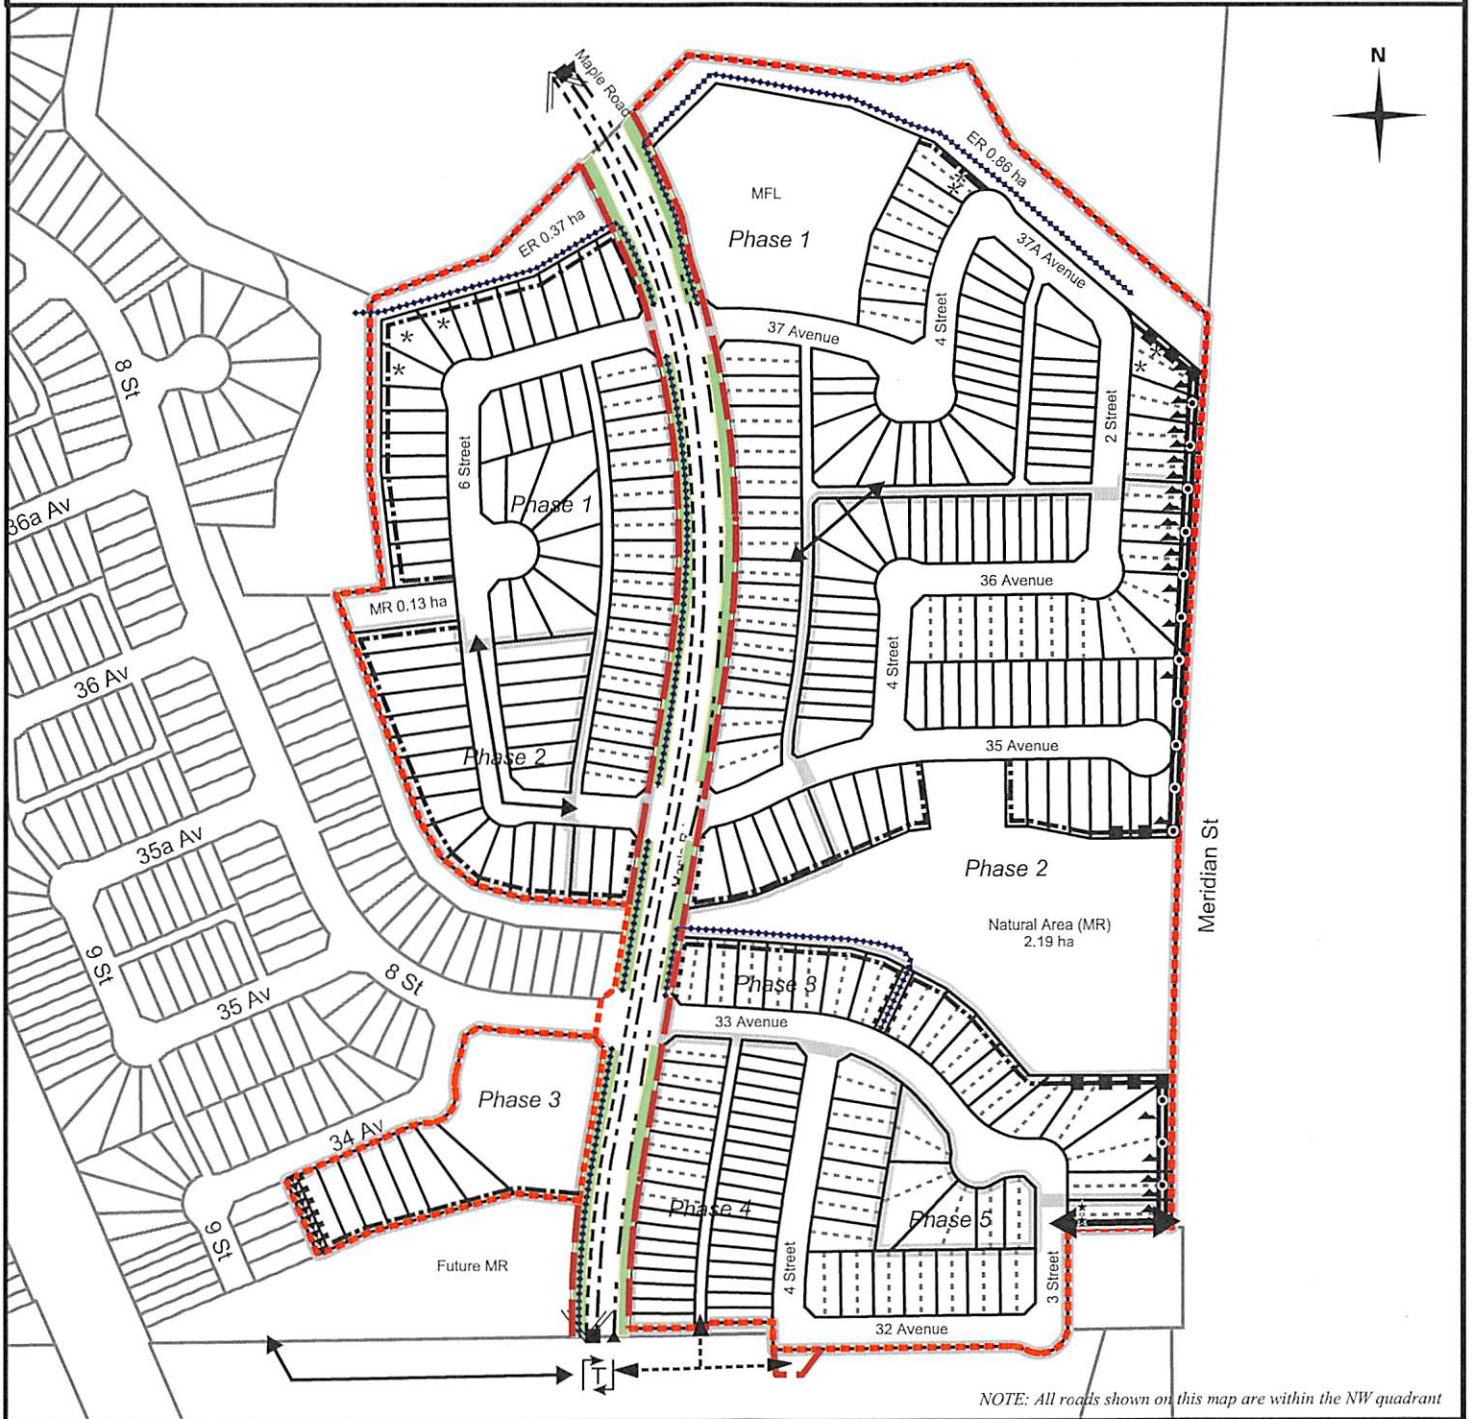 N
Maple Road
ER 0.86 ha
MFL
Phase 1
ER 0.37 ha
37A Avenue
37 Avenue
4 Street
8 St
2 Street
6 Street
Phase 1
36a Av
36 Avenue
MR 0.13 ha
4 Street
36 Av
35 Avenue
Phase 2
35a Av
Phase 2
Meridian St
Natural Area (MR)
2.19 ha
9 St
8 St
Phase 3
35 Av
33 Avenue
Phase 3
34 Av
Phase 4
Phase 5
9 St
Future MR
4 Street
3 Street
32 Avenue
T
NOTE: All roads shown on this map are within the NW quadrant